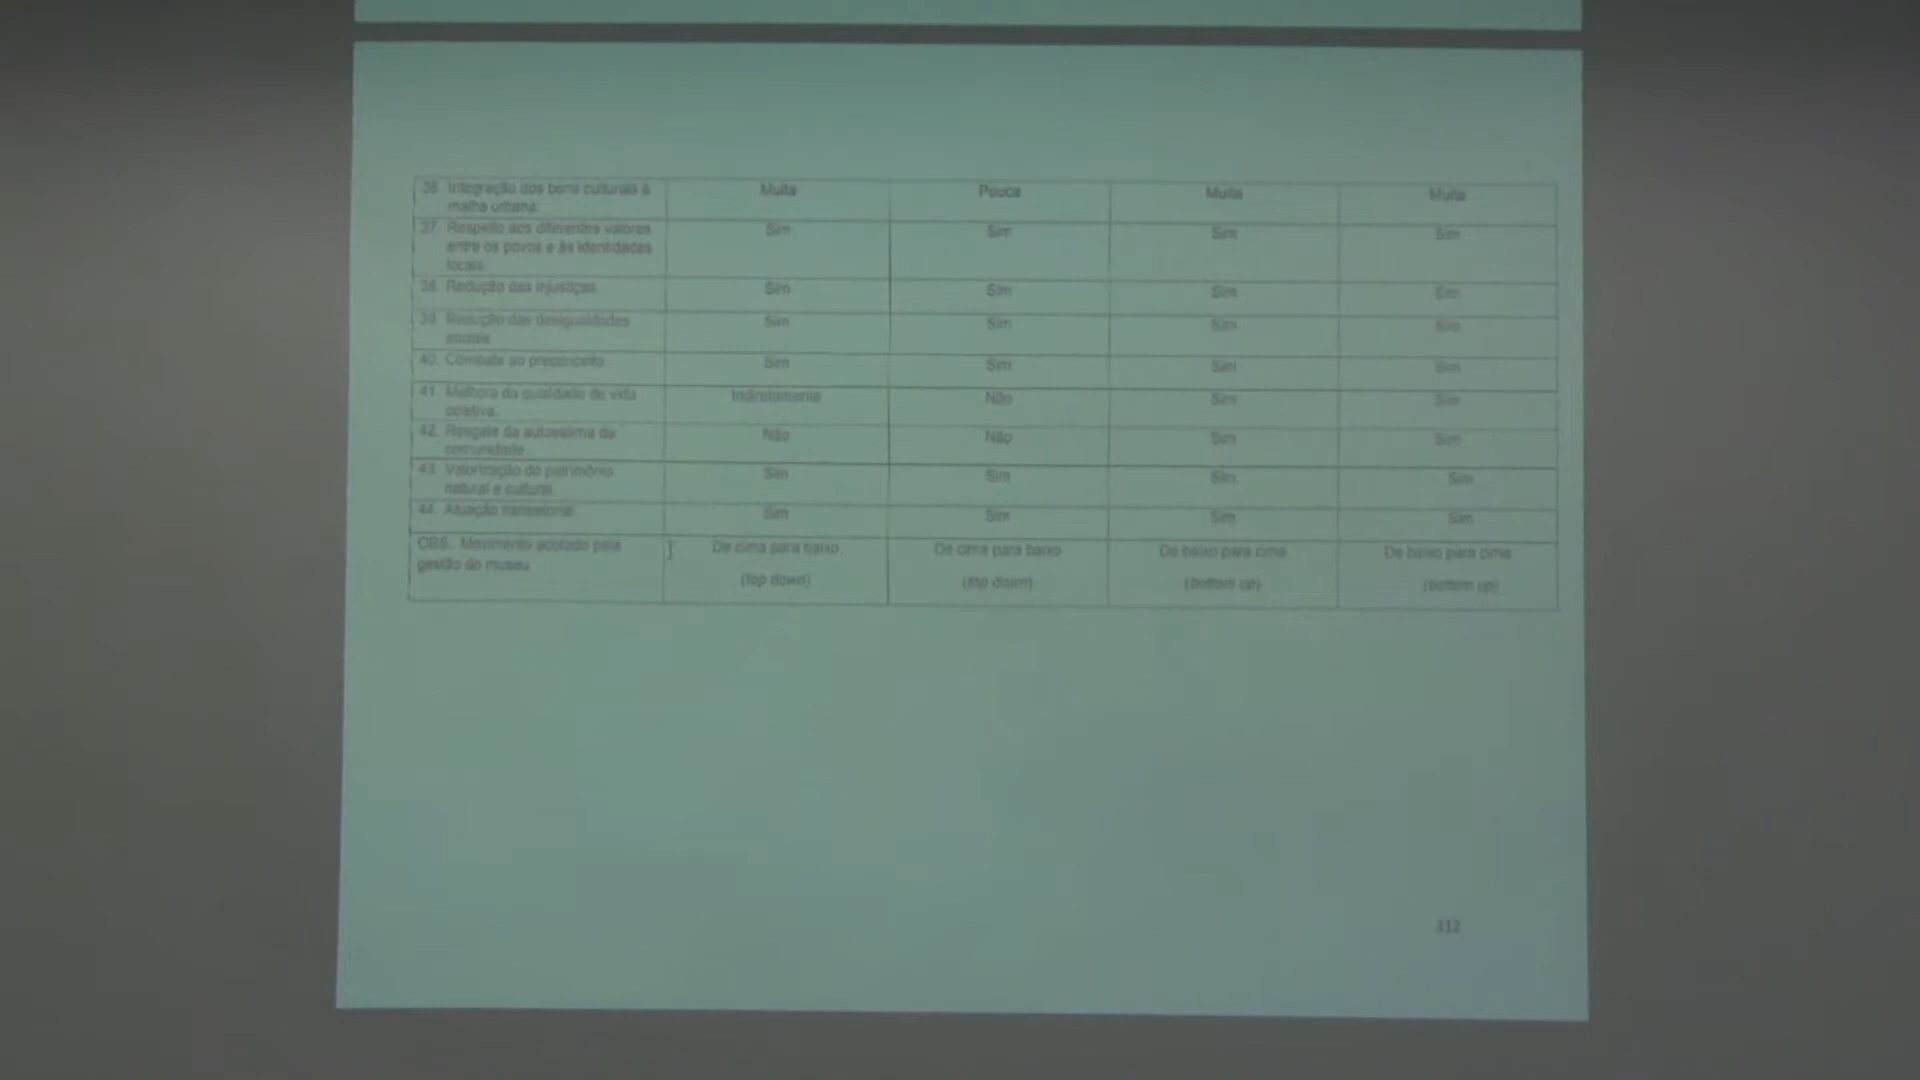 36. Integração dos bens culturais à
malha urbana.
Muita
Pouca
Muita
Muita
37. Respeito aos diferentes valores
entre os povos e às identidades
locais.
Sim
Sim
Sim
Sim
38. Redução das injustiças.
Sim
Sim
Sim
Sim
39. Redução das desigualdades
sociais
Sim
Sim
Sim
Sim
40. Combate ao preconceito.
Sim
Sim
Sim
Sim
41. Melhora da qualidade de vida
coletiva.
Indiretamente
Não
Sim
Sim
42. Resgate da autoestima da
comunidade.
Não
Não
Sim
Sim
43. Valorização do patrimônio
natural e cultural.
Sim
Sim
Sim
Sim
44. Atuação transetorial.
Sim
Sim
Sim
Sim
OBS.: Movimento adotado pela
gestão do museu
De cima para baixo
(top down)
De cima para baixo
(top down)
De baixo para cima
(bottom up)
De baixo para cima
(bottom up)
312